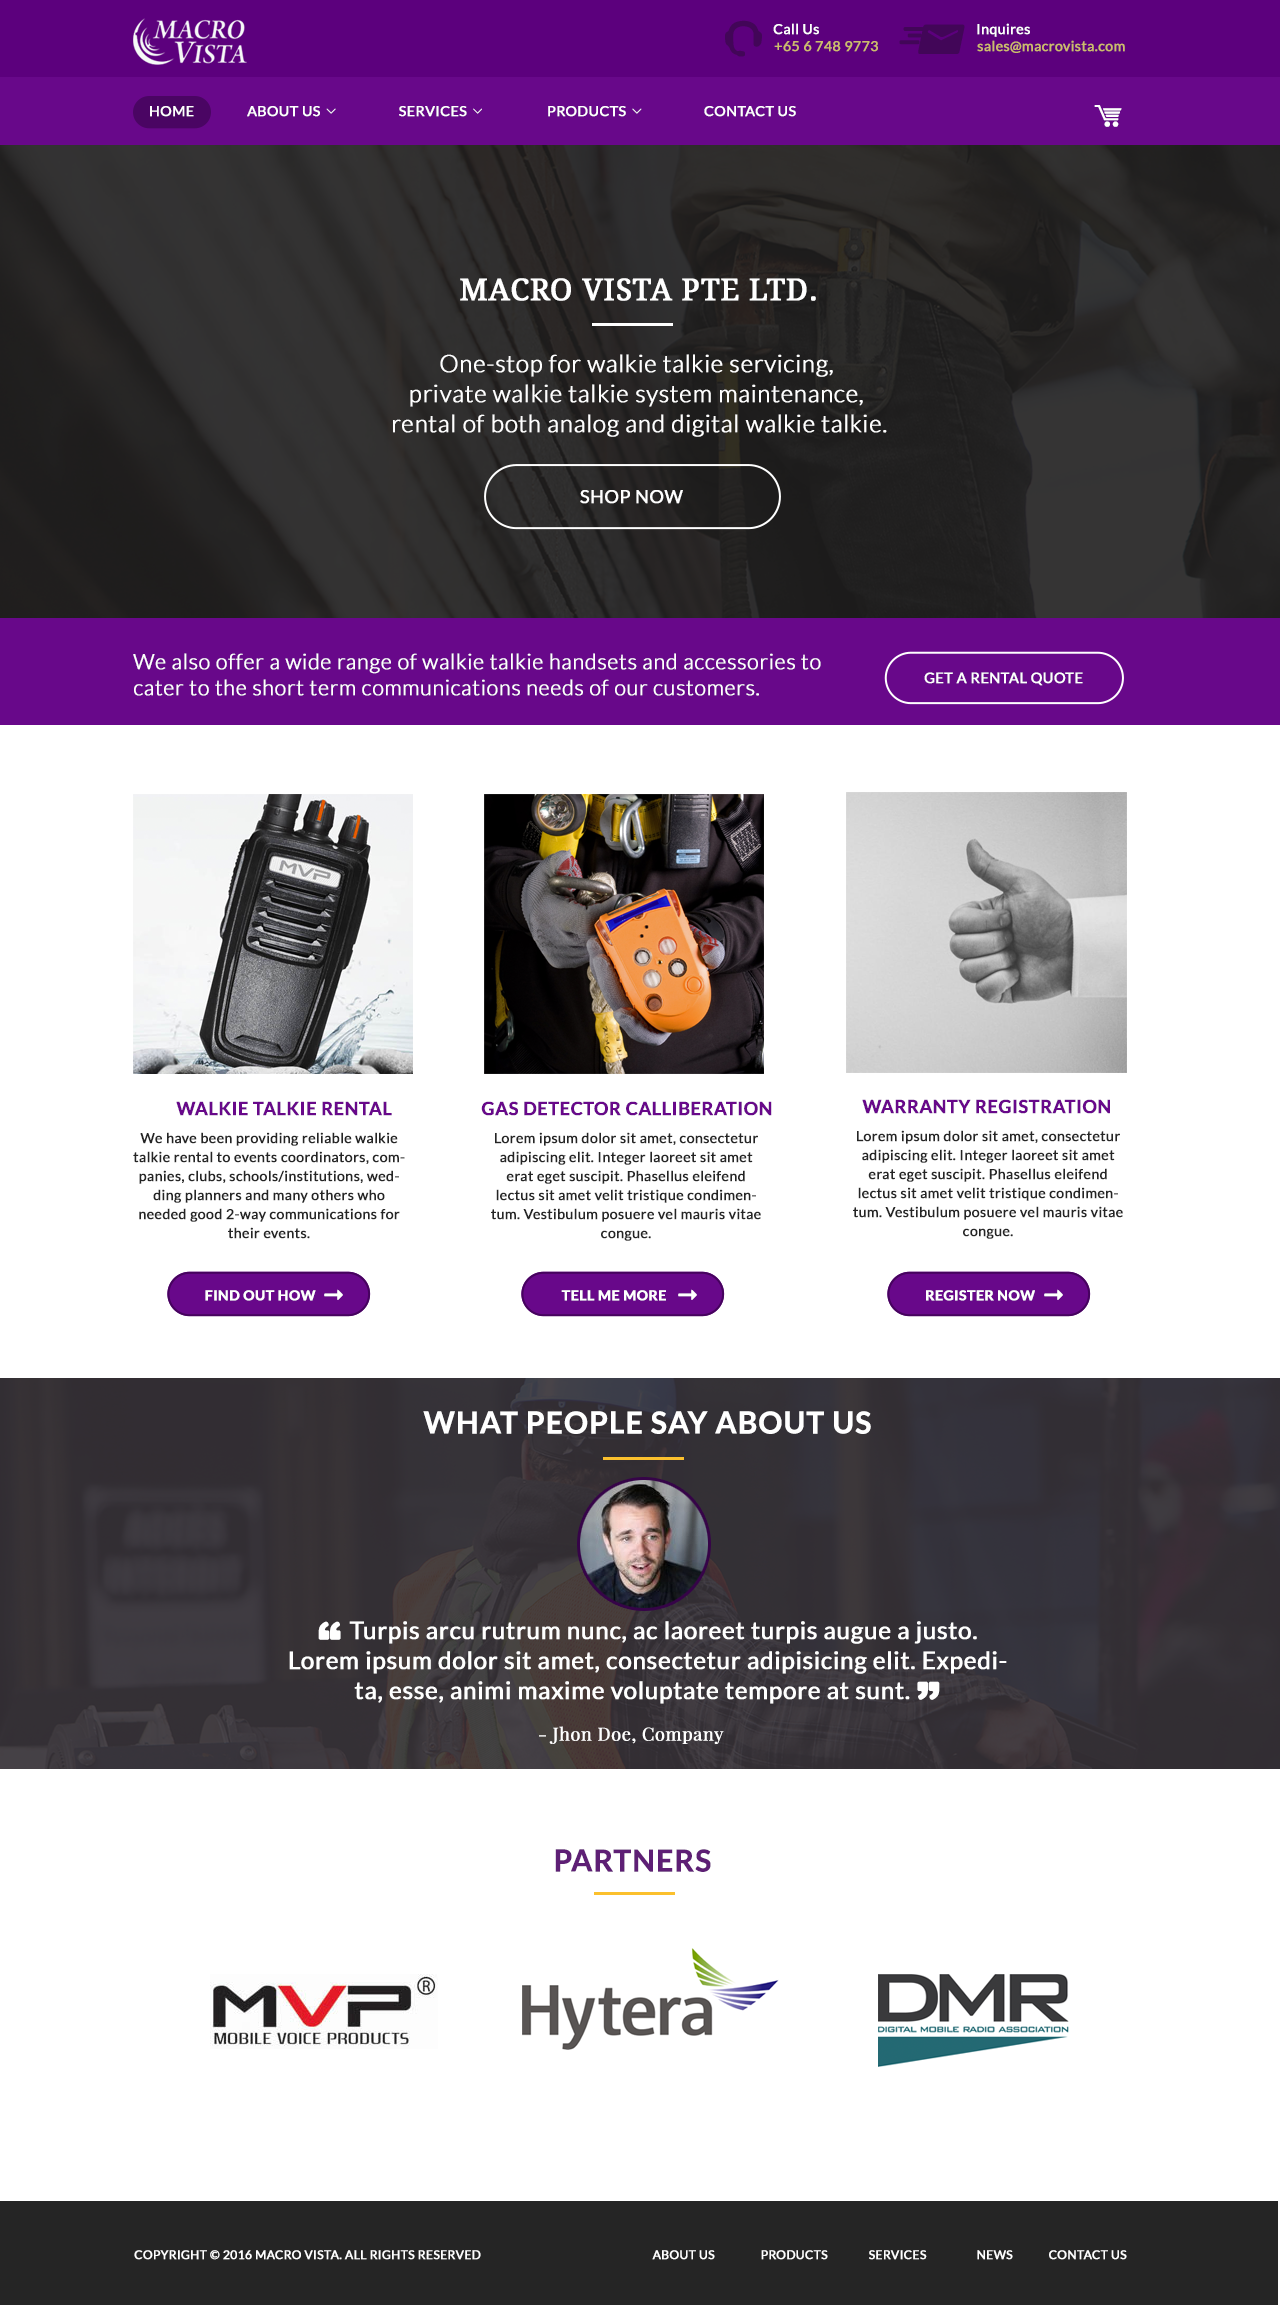 MACRO
VISTA
Call Us
+65 6 748 9773
Inquires
sales@macrovista.com
HOME
ABOUT US
SERVICES
PRODUCTS
CONTACT US
MACRO VISTA PTE LTD.
One-stop for walkie talkie servicing,
private walkie talkie system maintenance,
rental of both analog and digital walkie talkie.
SHOP NOW
We also offer a wide range of walkie talkie handsets and accessories to
cater to the short term communications needs of our customers.
GET A RENTAL QUOTE
MVP
WALKIE TALKIE RENTAL
We have been providing reliable walkie
talkie rental to events coordinators, com-
panies, clubs, schools/institutions, wed-
ding planners and many others who
needed good 2-way communications for
their events.
FIND OUT HOW
GAS DETECTOR CALLIBERATION
Lorem ipsum dolor sit amet, consectetur
adipiscing elit. Integer laoreet sit amet
erat eget suscipit. Phasellus eleifend
lectus sit amet velit tristique condimen-
tum. Vestibulum posuere vel mauris vitae
congue.
TELL ME MORE
WARRANTY REGISTRATION
Lorem ipsum dolor sit amet, consectetur
adipiscing elit. Integer laoreet sit amet
erat eget suscipit. Phasellus eleifend
lectus sit amet velit tristique condimen-
tum. Vestibulum posuere vel mauris vitae
congue.
REGISTER NOW
WHAT PEOPLE SAY ABOUT US
❝ Turpis arcu rutrum nunc, ac laoreet turpis augue a justo.
Lorem ipsum dolor sit amet, consectetur adipisicing elit. Expedi-
ta, esse, animi maxime voluptate tempore at sunt. ❞
- Jhon Doe, Company
PARTNERS
MVP®
MOBILE VOICE PRODUCTS
Hytera
DMR
DIGITAL MOBILE RADIO ASSOCIATION
COPYRIGHT © 2016 MACRO VISTA. ALL RIGHTS RESERVED
ABOUT US
PRODUCTS
SERVICES
NEWS
CONTACT US